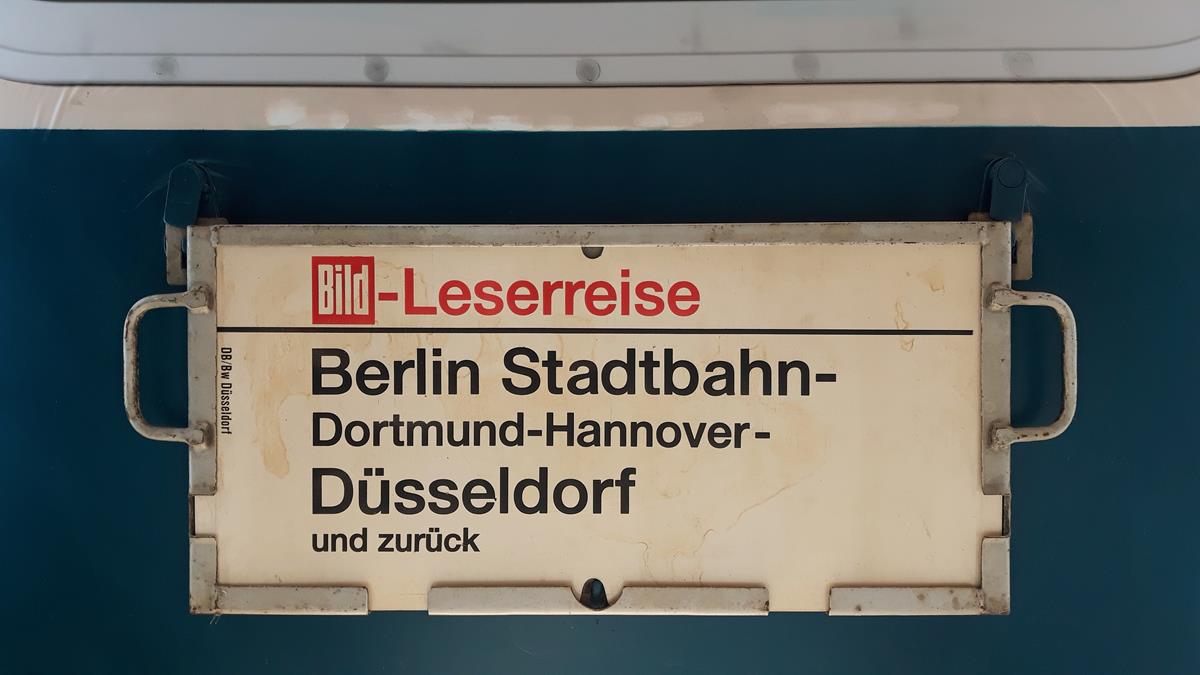 Bild-Leserreise
Berlin Stadtbahn-
Dortmund-Hannover-
Düsseldorf
und zurück
DB/Bw Düsseldorf